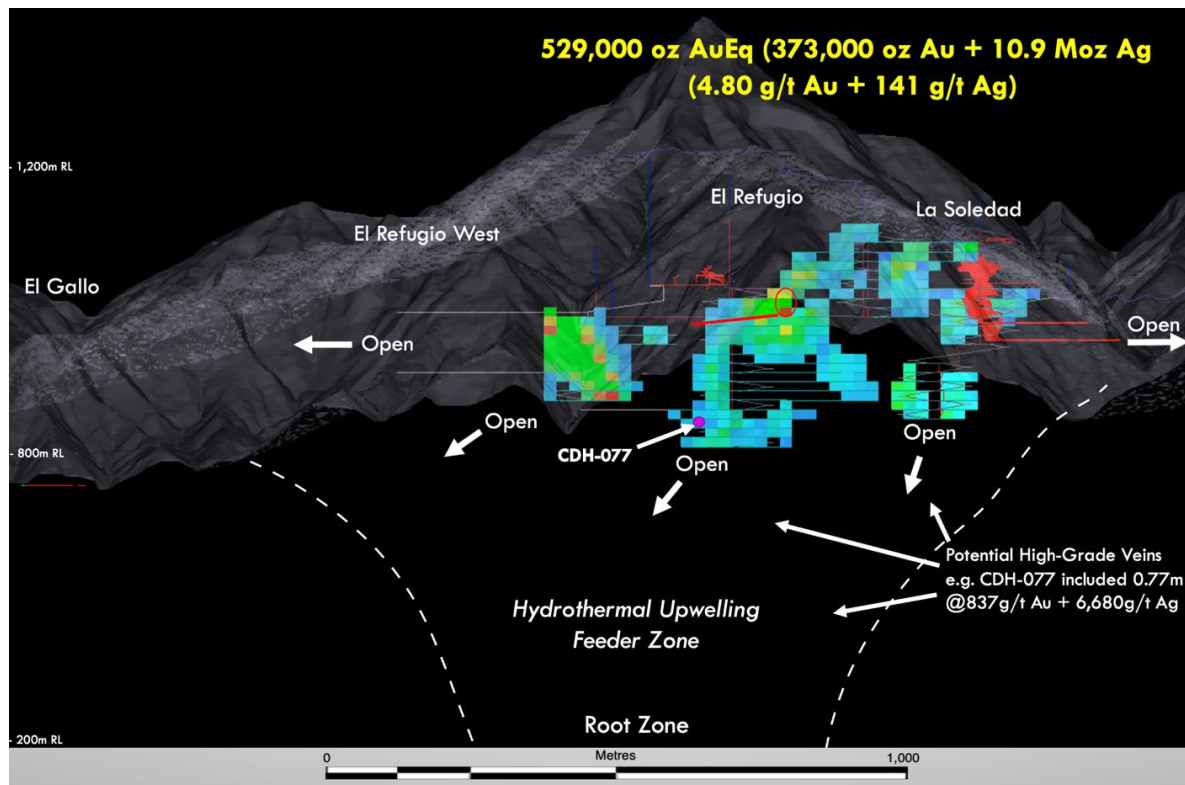 529,000 oz AuEq (373,000 oz Au + 10.9 Moz Ag
(4.80 g/t Au + 141 g/t Ag)
1,200m RL
El Refugio
La Soledad
El Refugio West
El Gallo
Open
Open
Open
800m RL
CDH-077
Open
Open
Potential High-Grade Veins
e.g. CDH-077 included 0.77m
@837g/t Au + 6,680g/t Ag
Hydrothermal Upwelling
Feeder Zone
Root Zone
200m RL
0
Metres
1,000